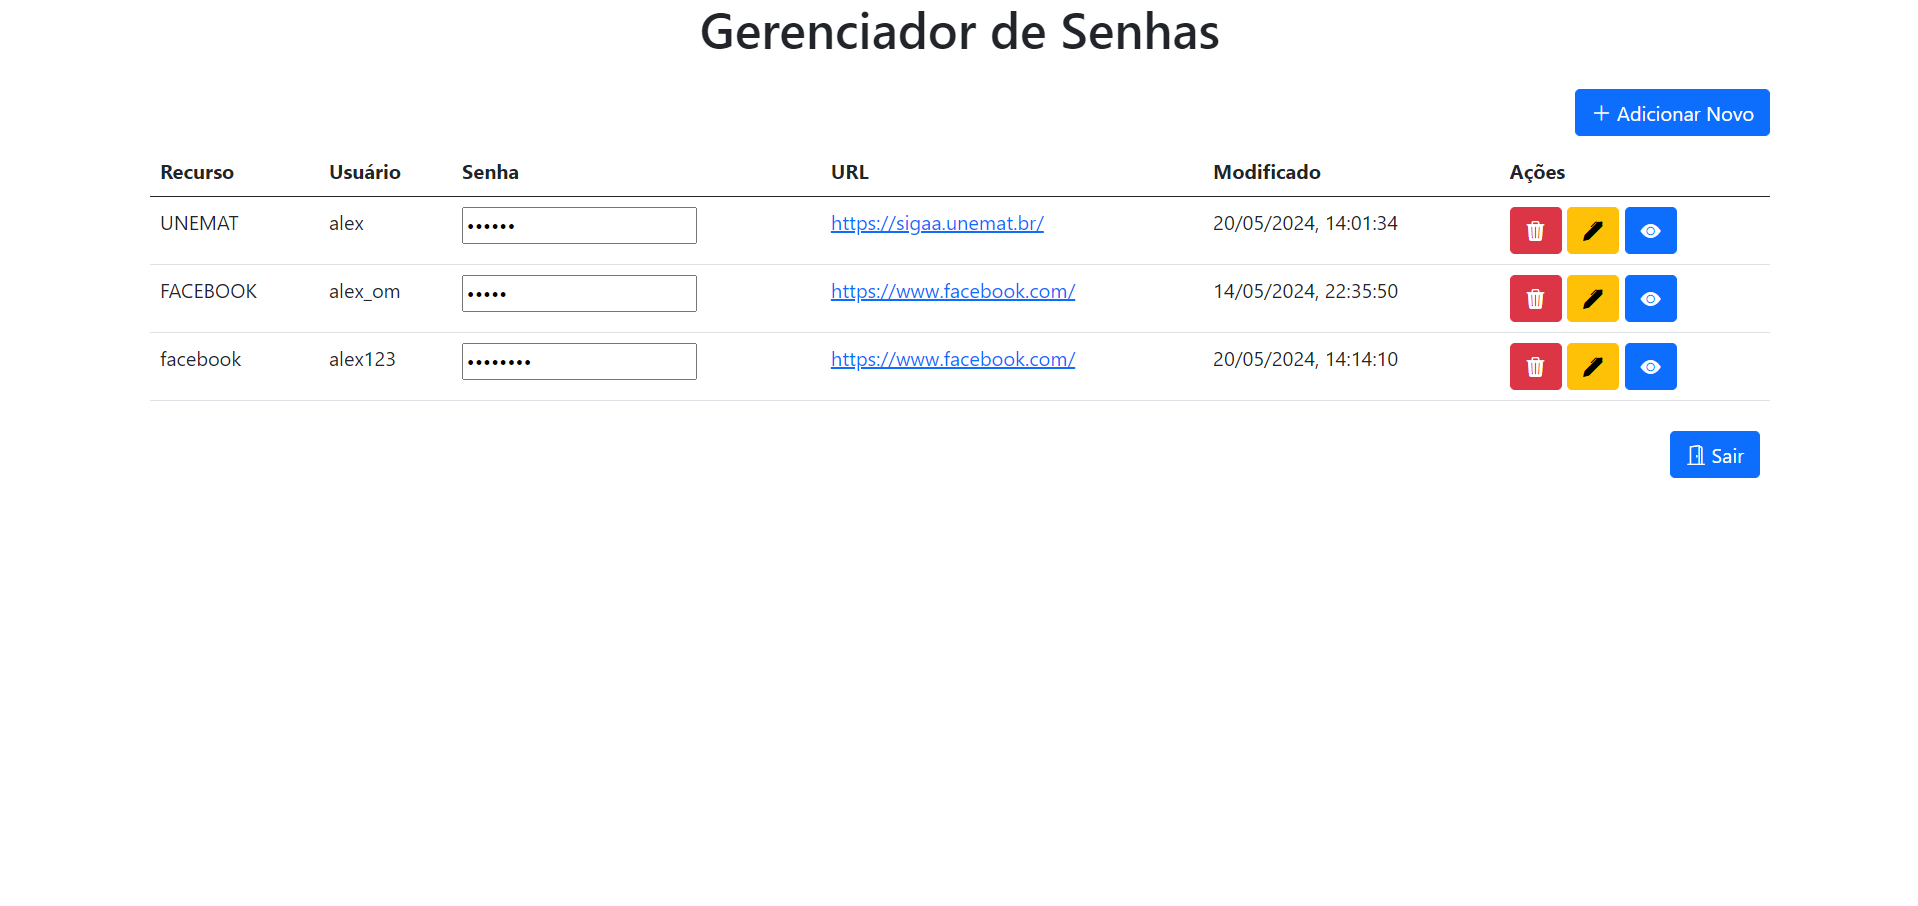 Gerenciador de Senhas
+ Adicionar Novo
Recurso Usuário Senha URL Modificado Ações
UNEMAT alex •••••• https://sigaa.unemat.br/ 20/05/2024, 14:01:34
FACEBOOK alex_om ••••• https://www.facebook.com/ 14/05/2024, 22:35:50
facebook alex123 •••••••• https://www.facebook.com/ 20/05/2024, 14:14:10
Sair